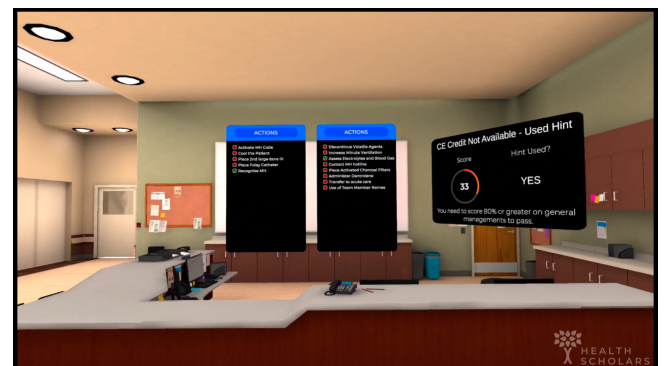 ACTIONS
Activate MH Code
Cool the Patient
Place 2nd large-bore IV
Place Foley Catheter
Recognize MH
ACTIONS
Discontinue Volatile Agents
Increase Minute Ventilation
Assess Electrolytes and Blood Gas
Contact MH hotline
Place Activated Charcoal Filters
Administer Dantrolene
Transfer to acute care
Use of Team Member Names
CE Credit Not Available - Used Hint
Score
Hint Used?
33
YES
You need to score 80% or greater on general
managements to pass.
HEALTH
SCHOLARS